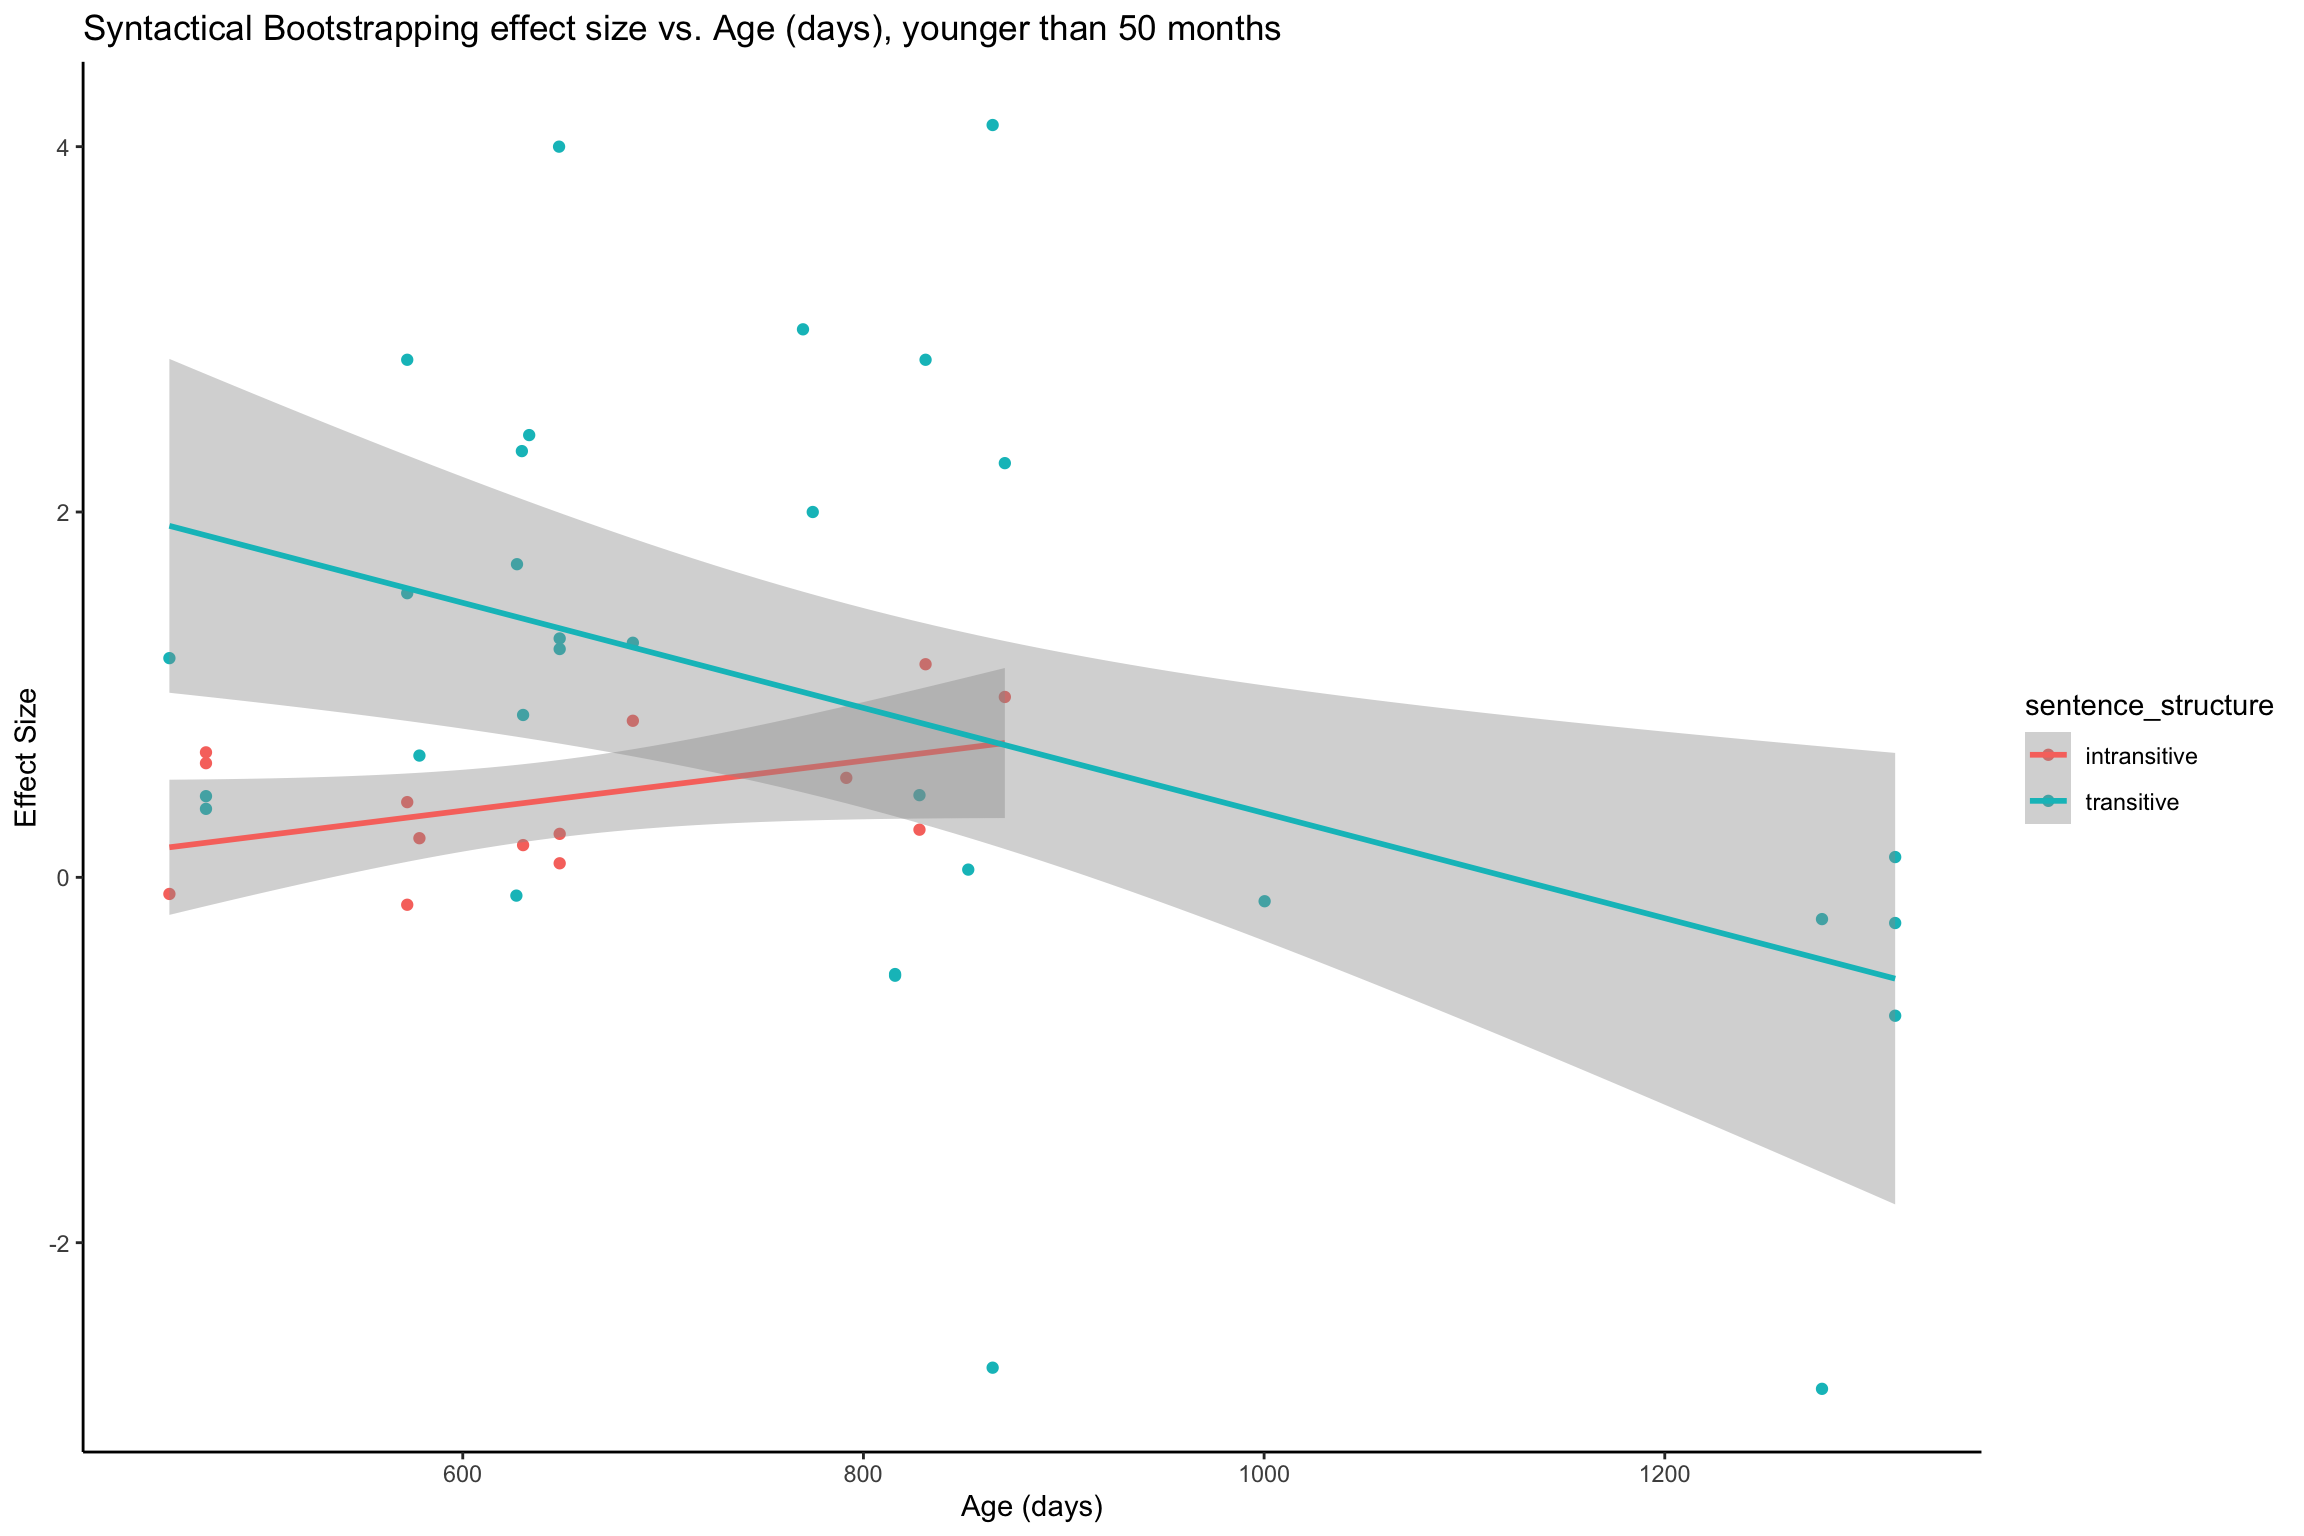 Syntactical Bootstrapping effect size vs. Age (days), younger than 50 months
Effect Size
4
2
0
-2
600
800
1000
1200
Age (days)
sentence_structure
intransitive
transitive